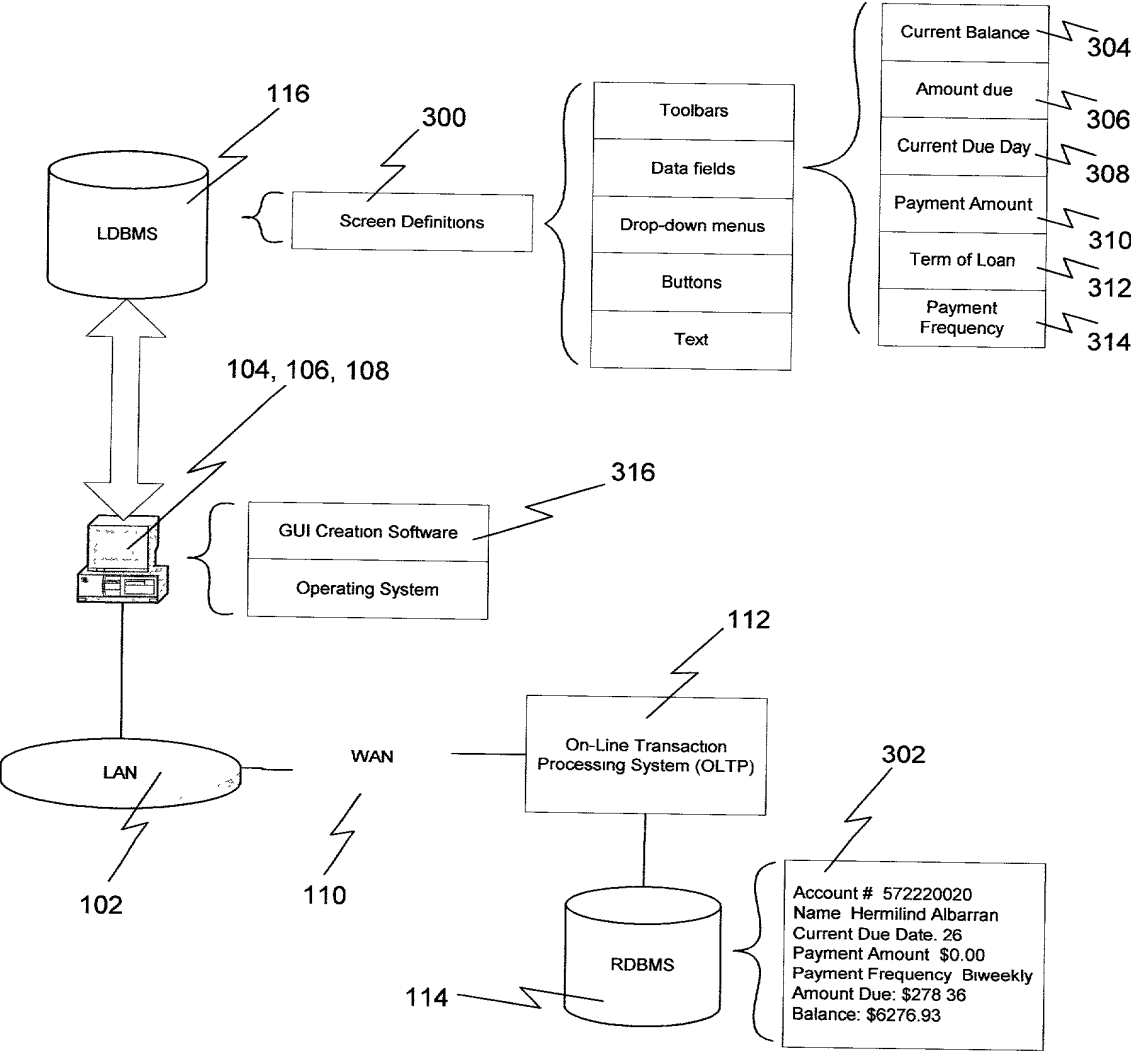 Current Balance
304
116
Amount due
306
300
Toolbars
Current Due Day
308
Data fields
Payment Amount
310
LDBMS
Screen Definitions
Drop-down menus
Term of Loan
312
Buttons
Payment
Frequency
314
Text
104, 106, 108
316
GUI Creation Software
Operating System
112
On-Line Transaction
Processing System (OLTP)
WAN
LAN
302
102
110
Account # 572220020
Name Hermilind Albarran
Current Due Date. 26
Payment Amount $0.00
Payment Frequency Biweekly
Amount Due: $278 36
Balance: $6276.93
RDBMS
114